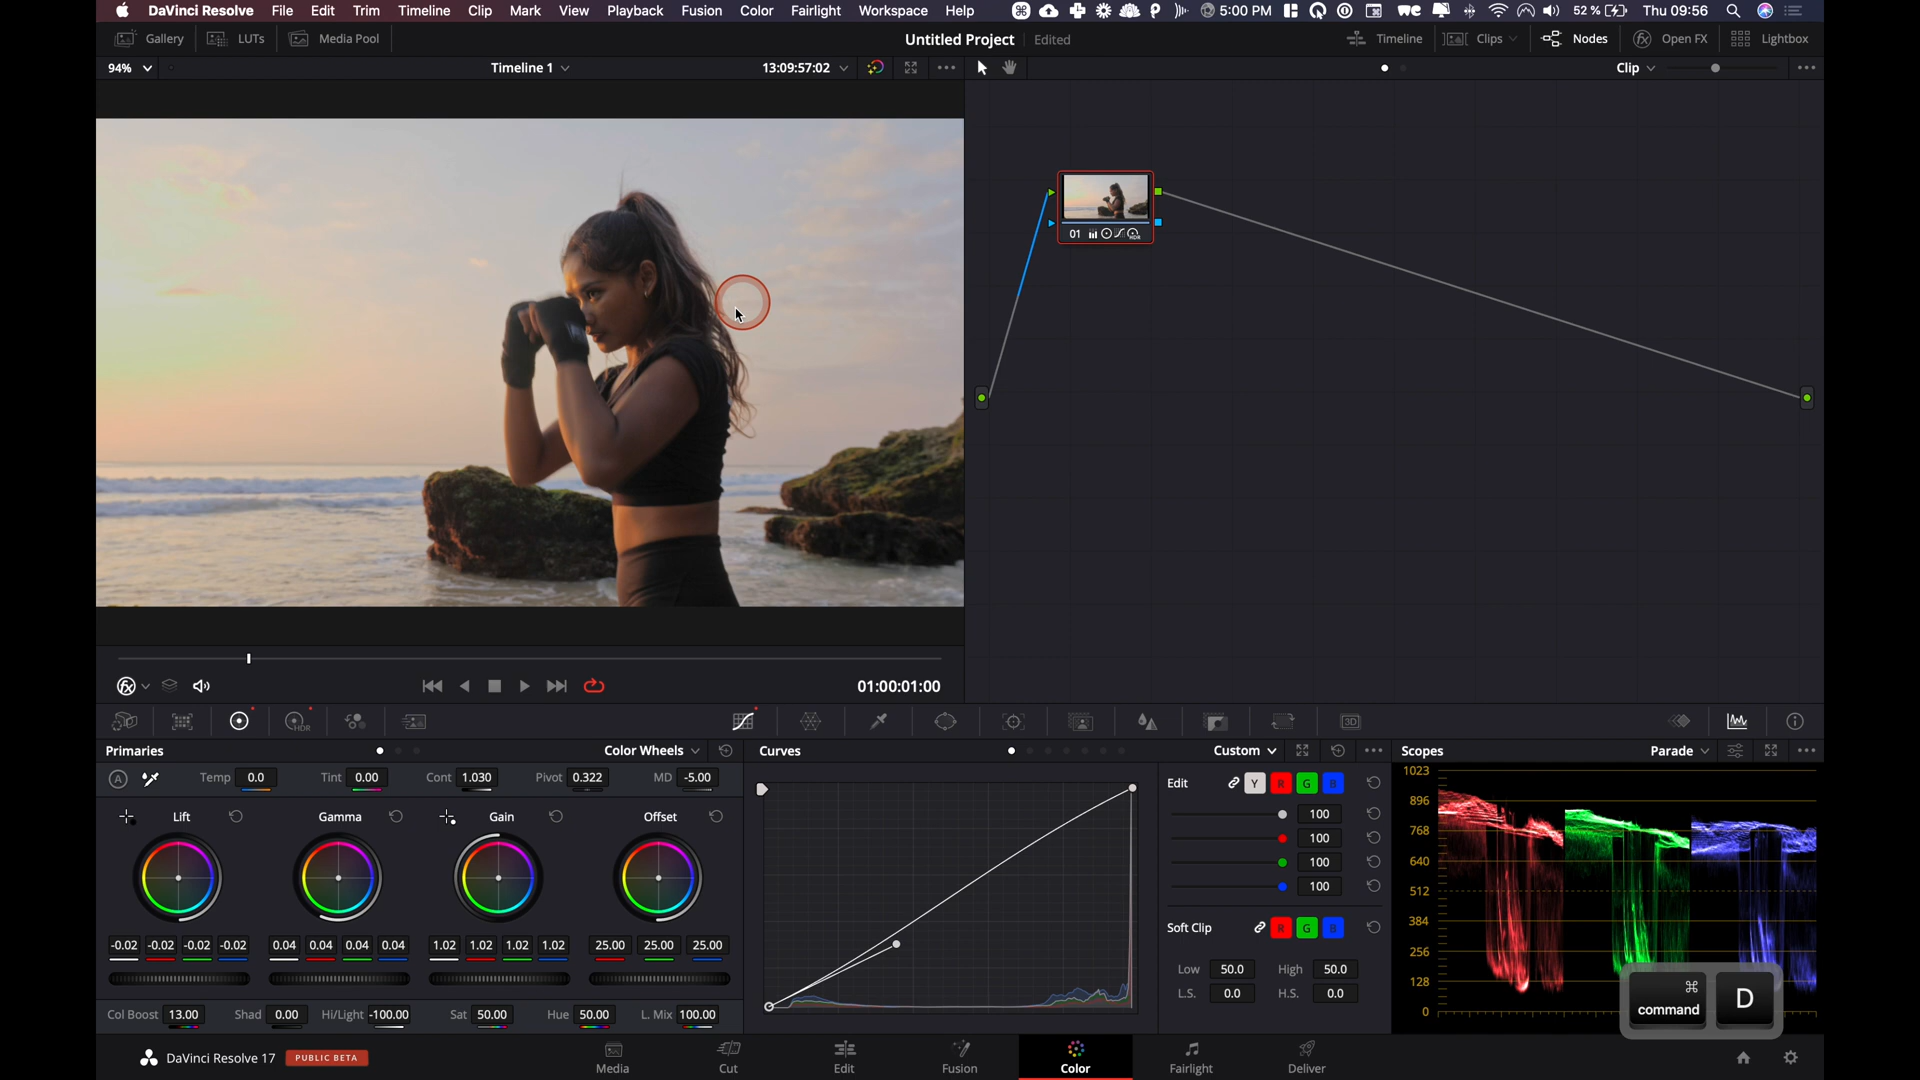 DaVinci Resolve File Edit Trim Timeline Clip Mark View Playback Fusion Color Fairlight Workspace Help 5:00 PM 52 % Thu 09:56
Gallery LUTs Media Pool Untitled Project Edited Timeline Clips Nodes Open FX Lightbox
94% Timeline 1 13:09:57:02 Clip
01
HDR
01:00:01:00
HDR 3D
Primaries Color Wheels Curves Custom Scopes Parade
A Temp 0.0 Tint 0.00 Cont 1.030 Pivot 0.322 MD -5.00
Lift Gamma Gain Offset
-0.02 -0.02 -0.02 -0.02 0.04 0.04 0.04 0.04 1.02 1.02 1.02 1.02 25.00 25.00 25.00
Col Boost 13.00 Shad 0.00 Hi/Light -100.00 Sat 50.00 Hue 50.00 L. Mix 100.00
Edit Y R G B
100
100
100
100
Soft Clip R G B
Low 50.0 High 50.0
L.S. 0.0 H.S. 0.0
1023
896
768
640
512
384
256
128
0
⌘
command D
DaVinci Resolve 17 PUBLIC BETA
Media Cut Edit Fusion Color Fairlight Deliver